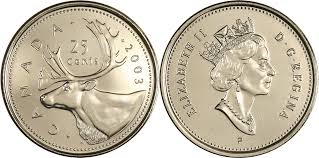 CANADA
25
cents
2003
ELIZABETH II
D·G·REGINA
P